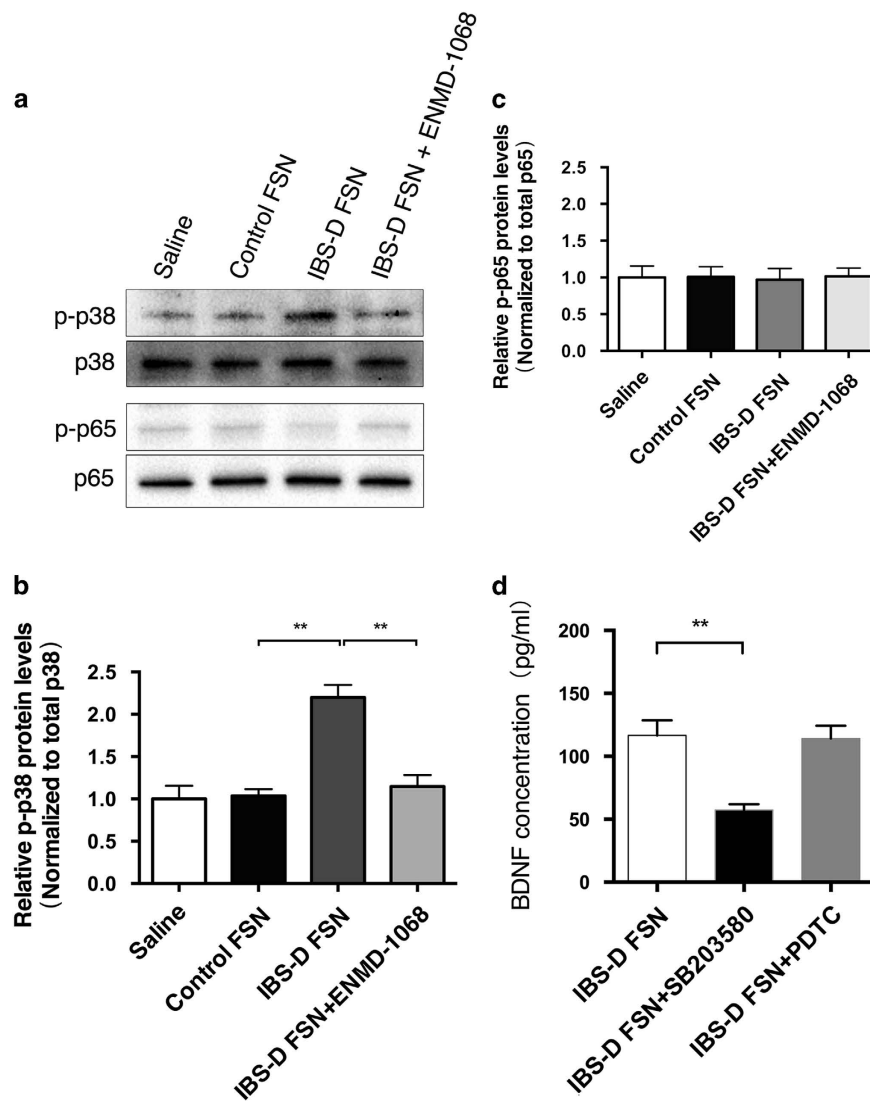 a
Saline
Control FSN
IBS-D FSN
IBS-D FSN + ENMD-1068
p-p38
p38
p-p65
p65
b
Relative p-p38 protein levels
（Normalized to total p38）
2.5
2.0
1.5
1.0
0.5
0.0
**
**
Saline
Control FSN
IBS-D FSN
IBS-D FSN+ENMD-1068
c
Relative p-p65 protein levels
（Normalized to total p65）
2.5
2.0
1.5
1.0
0.5
0.0
Saline
Control FSN
IBS-D FSN
IBS-D FSN+ENMD-1068
d
BDNF concentration（pg/ml）
200
150
100
50
0
**
IBS-D FSN
IBS-D FSN+SB203580
IBS-D FSN+PDTC